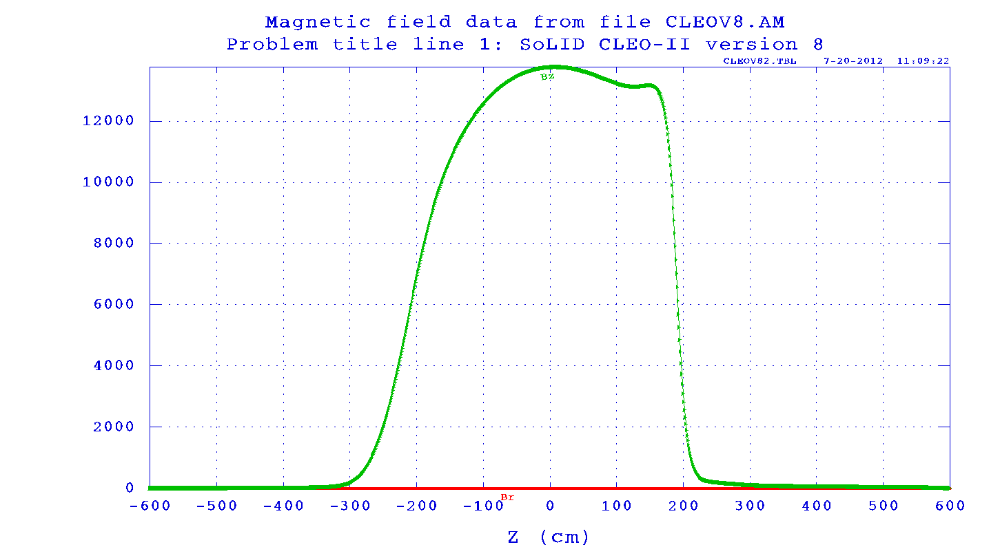 Magnetic field data from file CLEOV8.AM
Problem title line 1: SoLID CLEO-II version 8
CLEOV82.TBL 7-20-2012 11:09:22
Bz
12000
10000
8000
6000
4000
2000
0
Br
-600 -500 -400 -300 -200 -100 0 100 200 300 400 500 600
Z (cm)